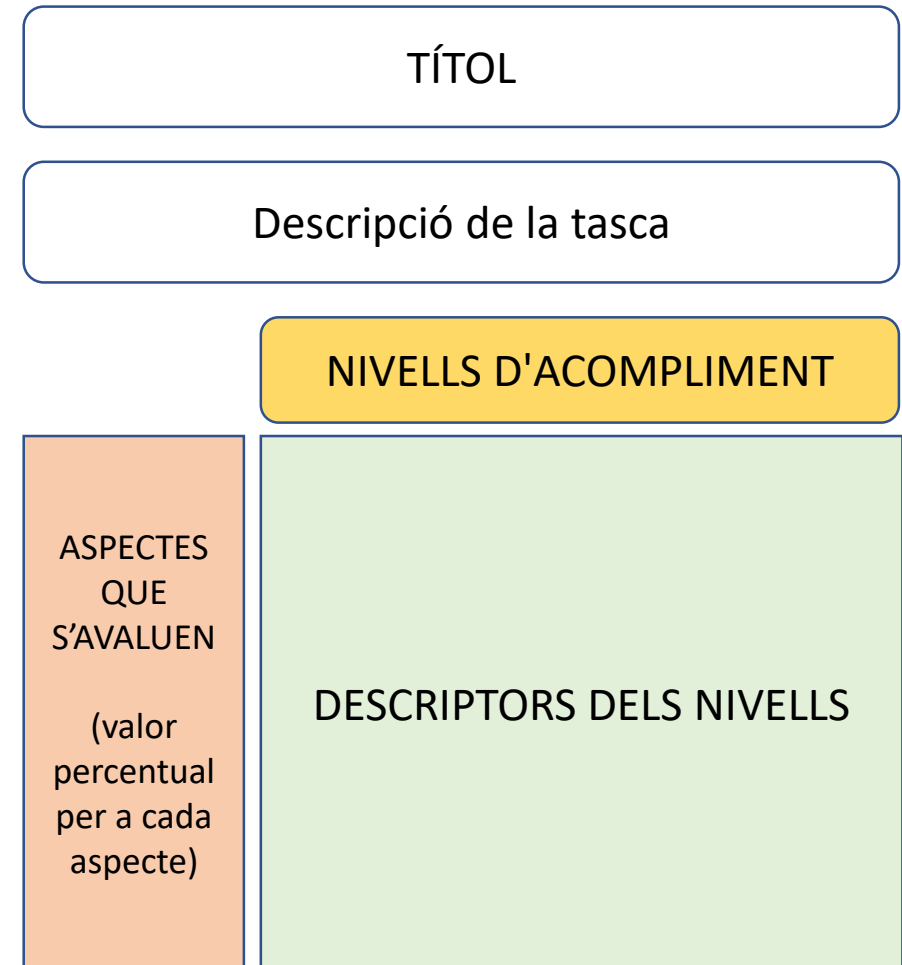 TÍTOL
Descripció de la tasca
NIVELLS D'ACOMPLIMENT
ASPECTES
QUE
S’AVALUEN
(valor
percentual
per a cada
aspecte)
DESCRIPTORS DELS NIVELLS